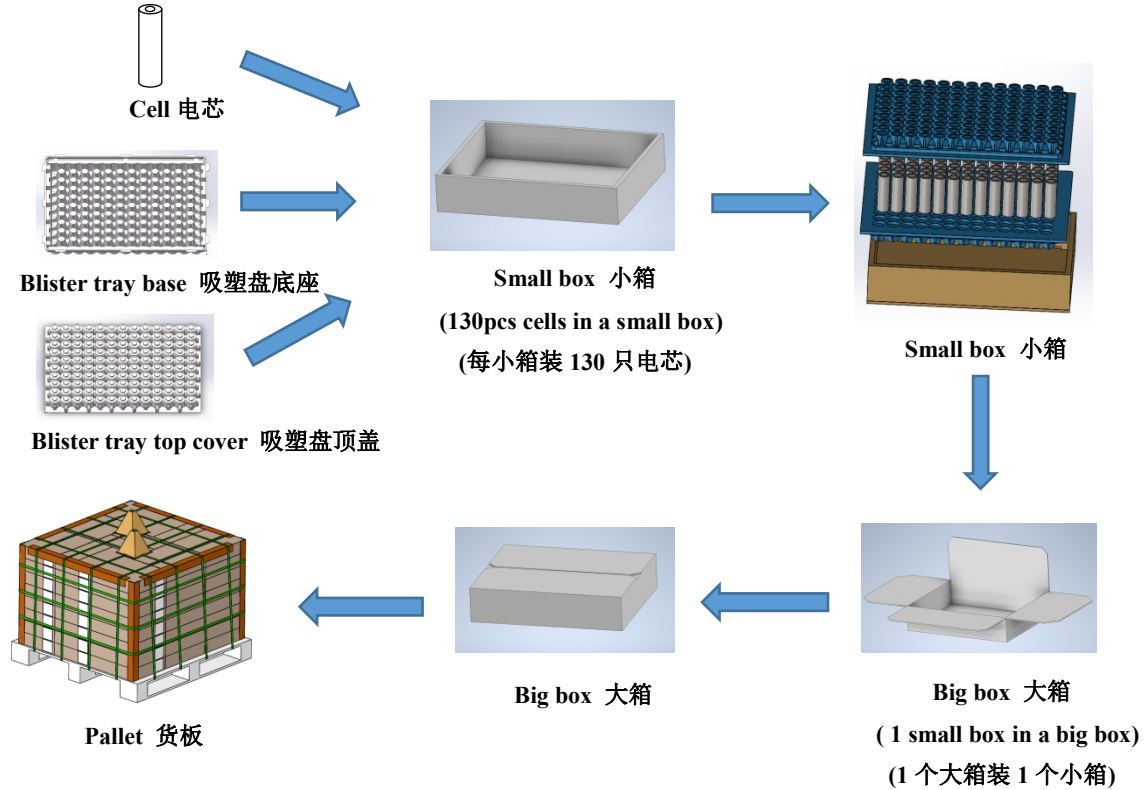 Cell 电芯
Blister tray base 吸塑盘底座
Blister tray top cover 吸塑盘顶盖
Small box 小箱
(130pcs cells in a small box)
(每小箱装 130 只电芯)
Small box 小箱
Big box 大箱
( 1 small box in a big box)
(1 个大箱装 1 个小箱)
Big box 大箱
Pallet 货板